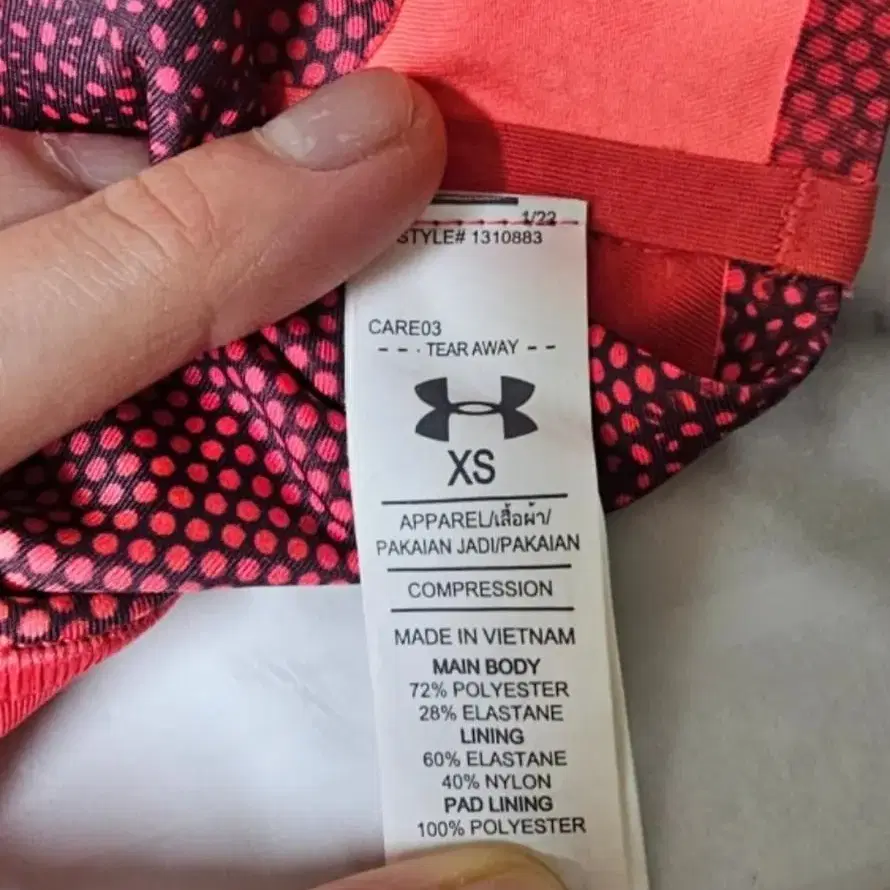 1/22
STYLE# 1310883
CARE03
- - - TEAR AWAY - -
XS
APPAREL/เสื้อผ้า/
PAKAIAN JADI/PAKAIAN
COMPRESSION
MADE IN VIETNAM
MAIN BODY
72% POLYESTER
28% ELASTANE
LINING
60% ELASTANE
40% NYLON
PAD LINING
100% POLYESTER